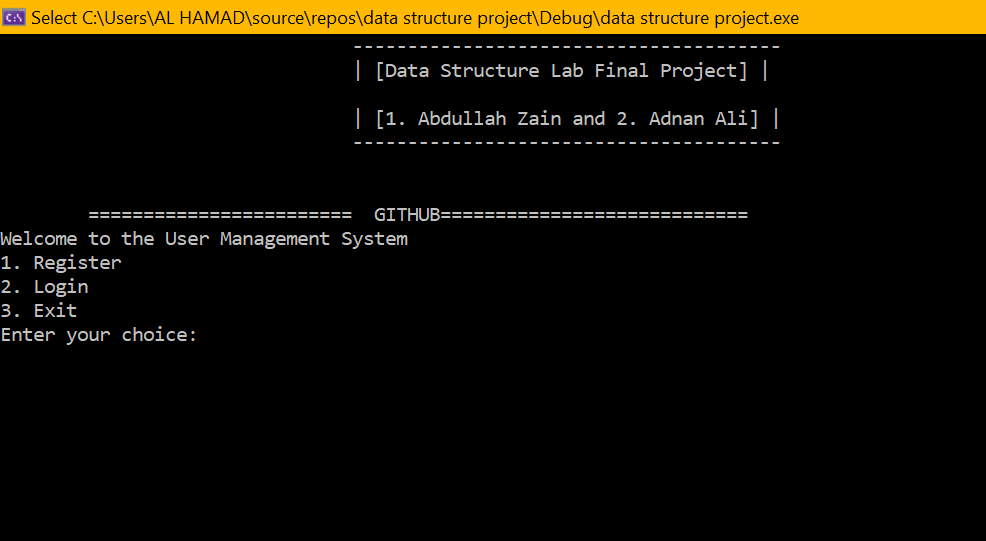 Select C:\Users\AL HAMAD\source\repos\data structure project\Debug\data structure project.exe
---------------------------------------
| [Data Structure Lab Final Project] |
| [1. Abdullah Zain and 2. Adnan Ali] |
---------------------------------------
======================== GITHUB============================
Welcome to the User Management System
1. Register
2. Login
3. Exit
Enter your choice: